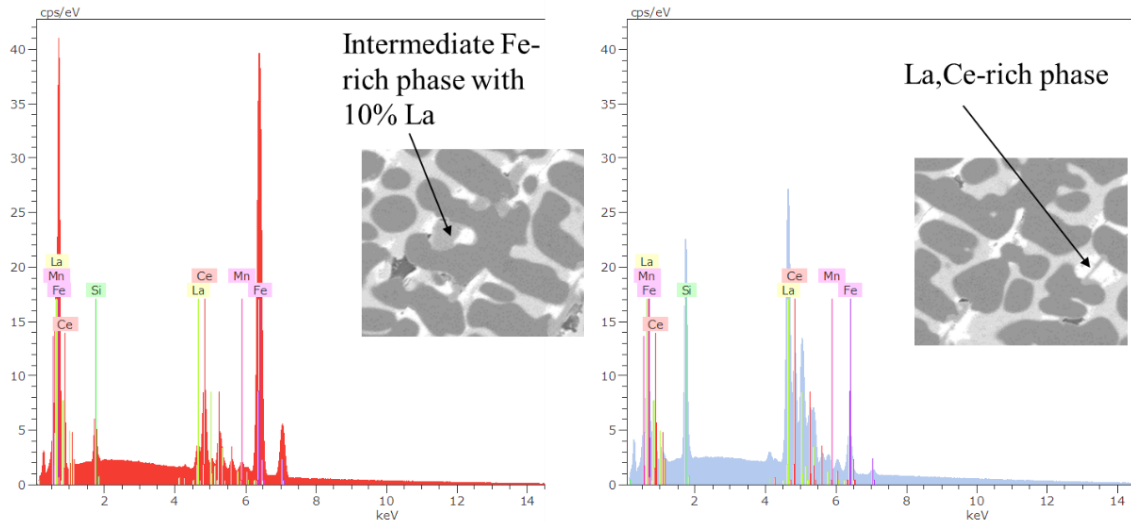 cps/eV
40
35
30
25
20
15
10
5
0
2
4
6
8
10
12
14
keV
La
Mn
Fe
Ce
Si
Ce
La
Mn
Fe
Intermediate Fe-
rich phase with
10% La
cps/eV
40
35
30
25
20
15
10
5
0
2
4
6
8
10
12
14
keV
La
Mn
Fe
Ce
Si
Ce
La
Mn
Fe
La,Ce-rich phase